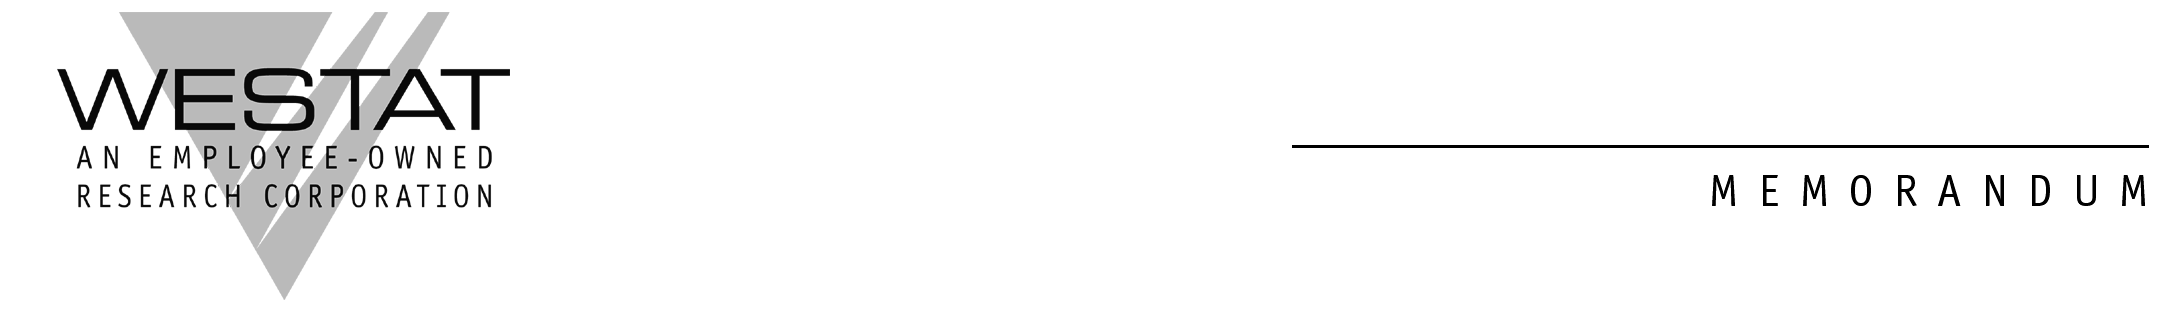 WESTAT
AN EMPLOYEE-OWNED
RESEARCH CORPORATION
MEMORANDUM